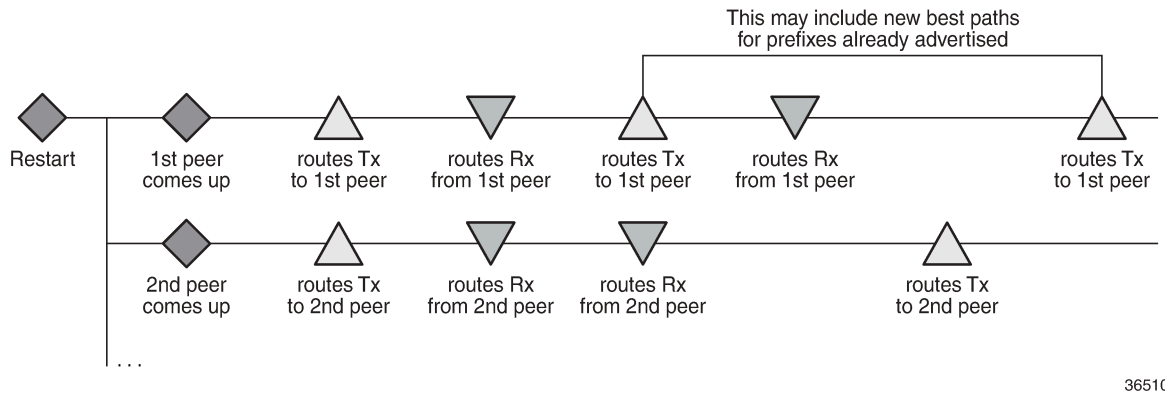 This may include new best paths
for prefixes already advertised
Restart
1st peer
comes up
routes Tx
to 1st peer
routes Rx
from 1st peer
routes Tx
to 1st peer
routes Rx
from 1st peer
routes Tx
to 1st peer
2nd peer
comes up
routes Tx
to 2nd peer
routes Rx
from 2nd peer
routes Rx
from 2nd peer
routes Tx
to 2nd peer
...
36510